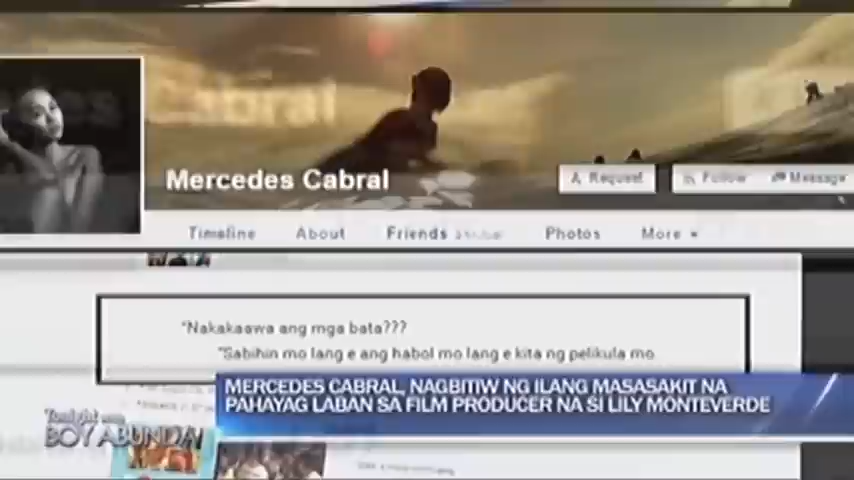 Cabral
Mercedes Cabral
Request
Follow
Message
Timeline
About
Friends
Photos
More
"Nakakaawa ang mga bata???
"Sabihin mo lang e ang habol mo lang e kita ng pelikula mo.
MERCEDES CABRAL, NAGBITIW NG ILANG MASASAKIT NA
PAHAYAG LABAN SA FILM PRODUCER NA SI LILY MONTEVERDE
Tonight with
BOY ABUNDA